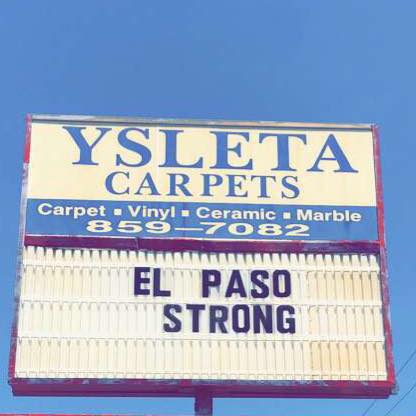 YSLETA
CARPETS
Carpet ▪ Vinyl ▪ Ceramic ▪ Marble
859-7082
EL PASO
STRONG